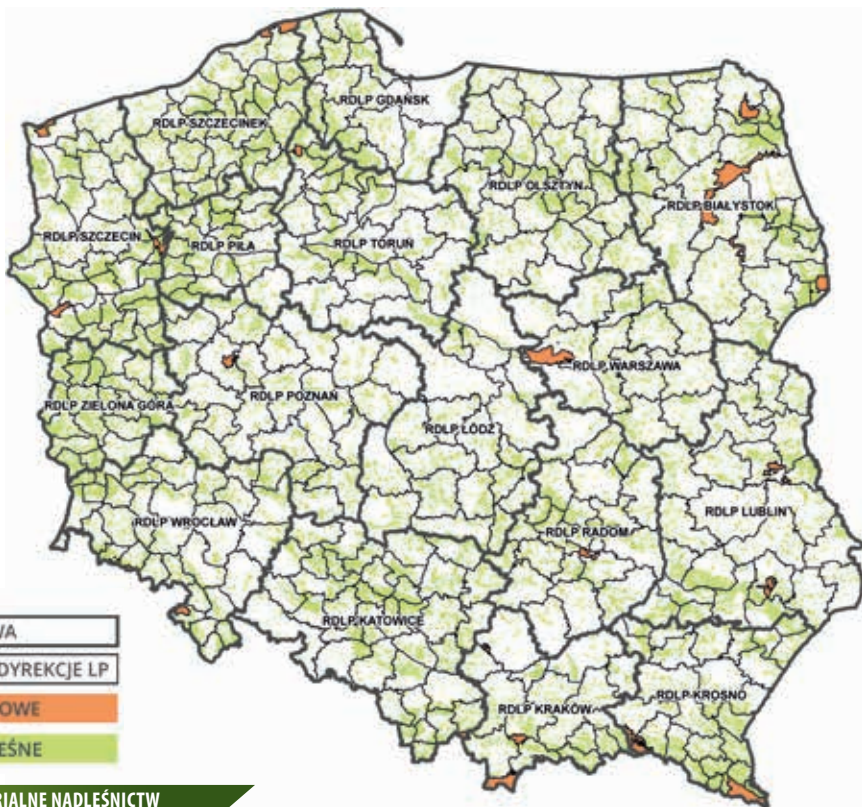 RDLP GDAŃSK
RDLP SZCZECINEK
RDLP OLSZTYN
RDLP BIAŁYSTOK
RDLP SZCZECIN
RDLP PIŁA
RDLP TORUŃ
RDLP WARSZAWA
RDLP ZIELONA GÓRA
RDLP POZNAŃ
RDLP ŁÓDŹ
RDLP LUBLIN
RDLP WROCŁAW
RDLP RADOM
RDLP KATOWICE
RDLP KROSNO
RDLP KRAKÓW
WA
DYREKCJE LP
OWE
EŚNE
RIALNE NADLEŚNICTW